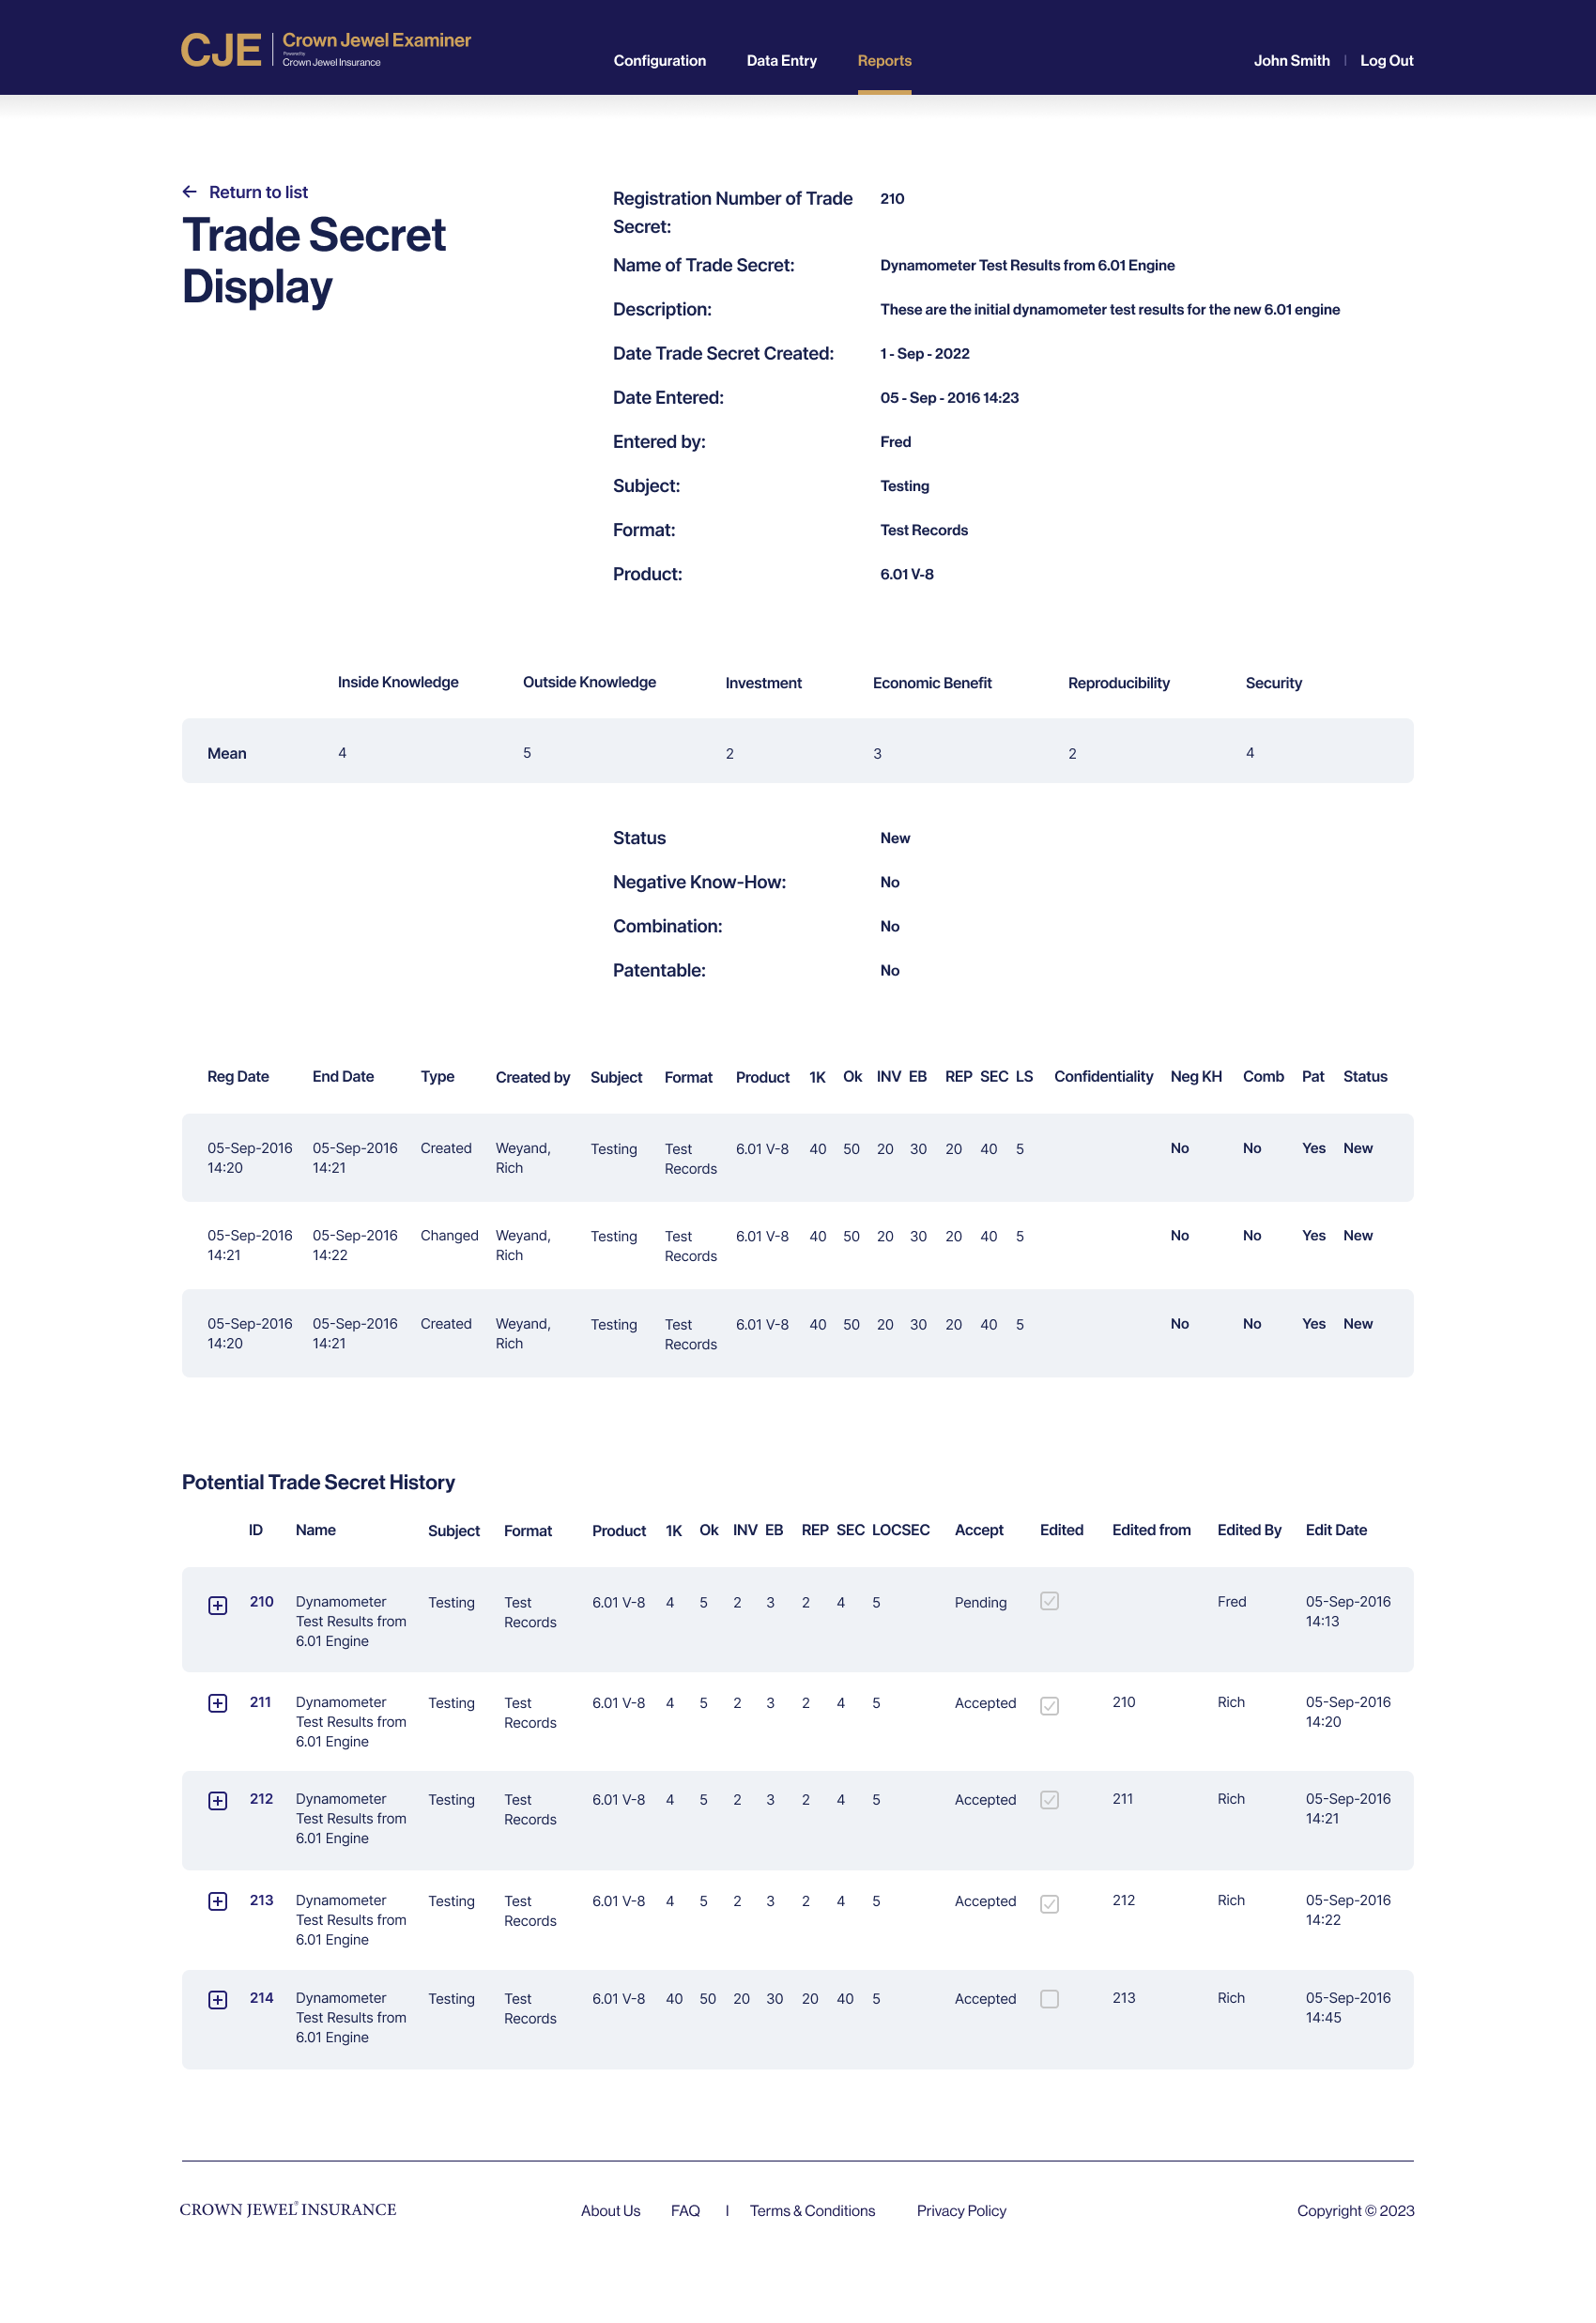 CJE
Crown Jewel Examiner
Powered by
Crown Jewel Insurance
Configuration Data Entry Reports
John Smith | Log Out
← Return to list
Trade Secret
Display
Registration Number of Trade 210
Secret:
Name of Trade Secret: Dynamometer Test Results from 6.01 Engine
Description: These are the initial dynamometer test results for the new 6.01 engine
Date Trade Secret Created: 1 - Sep - 2022
Date Entered: 05 - Sep - 2016 14:23
Entered by: Fred
Subject: Testing
Format: Test Records
Product: 6.01 V-8
Inside Knowledge Outside Knowledge Investment Economic Benefit Reproducibility Security
Mean 4 5 2 3 2 4
Status New
Negative Know-How: No
Combination: No
Patentable: No
Reg Date End Date Type Created by Subject Format Product 1K Ok INV EB REP SEC LS Confidentiality Neg KH Comb Pat Status
05-Sep-2016 05-Sep-2016 Created Weyand, Testing Test 6.01 V-8 40 50 20 30 20 40 5 No No Yes New
14:20 14:21 Rich Records
05-Sep-2016 05-Sep-2016 Changed Weyand, Testing Test 6.01 V-8 40 50 20 30 20 40 5 No No Yes New
14:21 14:22 Rich Records
05-Sep-2016 05-Sep-2016 Created Weyand, Testing Test 6.01 V-8 40 50 20 30 20 40 5 No No Yes New
14:20 14:21 Rich Records
Potential Trade Secret History
ID Name Subject Format Product 1K Ok INV EB REP SEC LOCSEC Accept Edited Edited from Edited By Edit Date
210 Dynamometer Testing Test 6.01 V-8 4 5 2 3 2 4 5 Pending Fred 05-Sep-2016
Test Results from Records 14:13
6.01 Engine
211 Dynamometer Testing Test 6.01 V-8 4 5 2 3 2 4 5 Accepted 210 Rich 05-Sep-2016
Test Results from Records 14:20
6.01 Engine
212 Dynamometer Testing Test 6.01 V-8 4 5 2 3 2 4 5 Accepted 211 Rich 05-Sep-2016
Test Results from Records 14:21
6.01 Engine
213 Dynamometer Testing Test 6.01 V-8 4 5 2 3 2 4 5 Accepted 212 Rich 05-Sep-2016
Test Results from Records 14:22
6.01 Engine
214 Dynamometer Testing Test 6.01 V-8 40 50 20 30 20 40 5 Accepted 213 Rich 05-Sep-2016
Test Results from Records 14:45
6.01 Engine
CROWN JEWEL® INSURANCE
About Us FAQ | Terms & Conditions Privacy Policy
Copyright © 2023